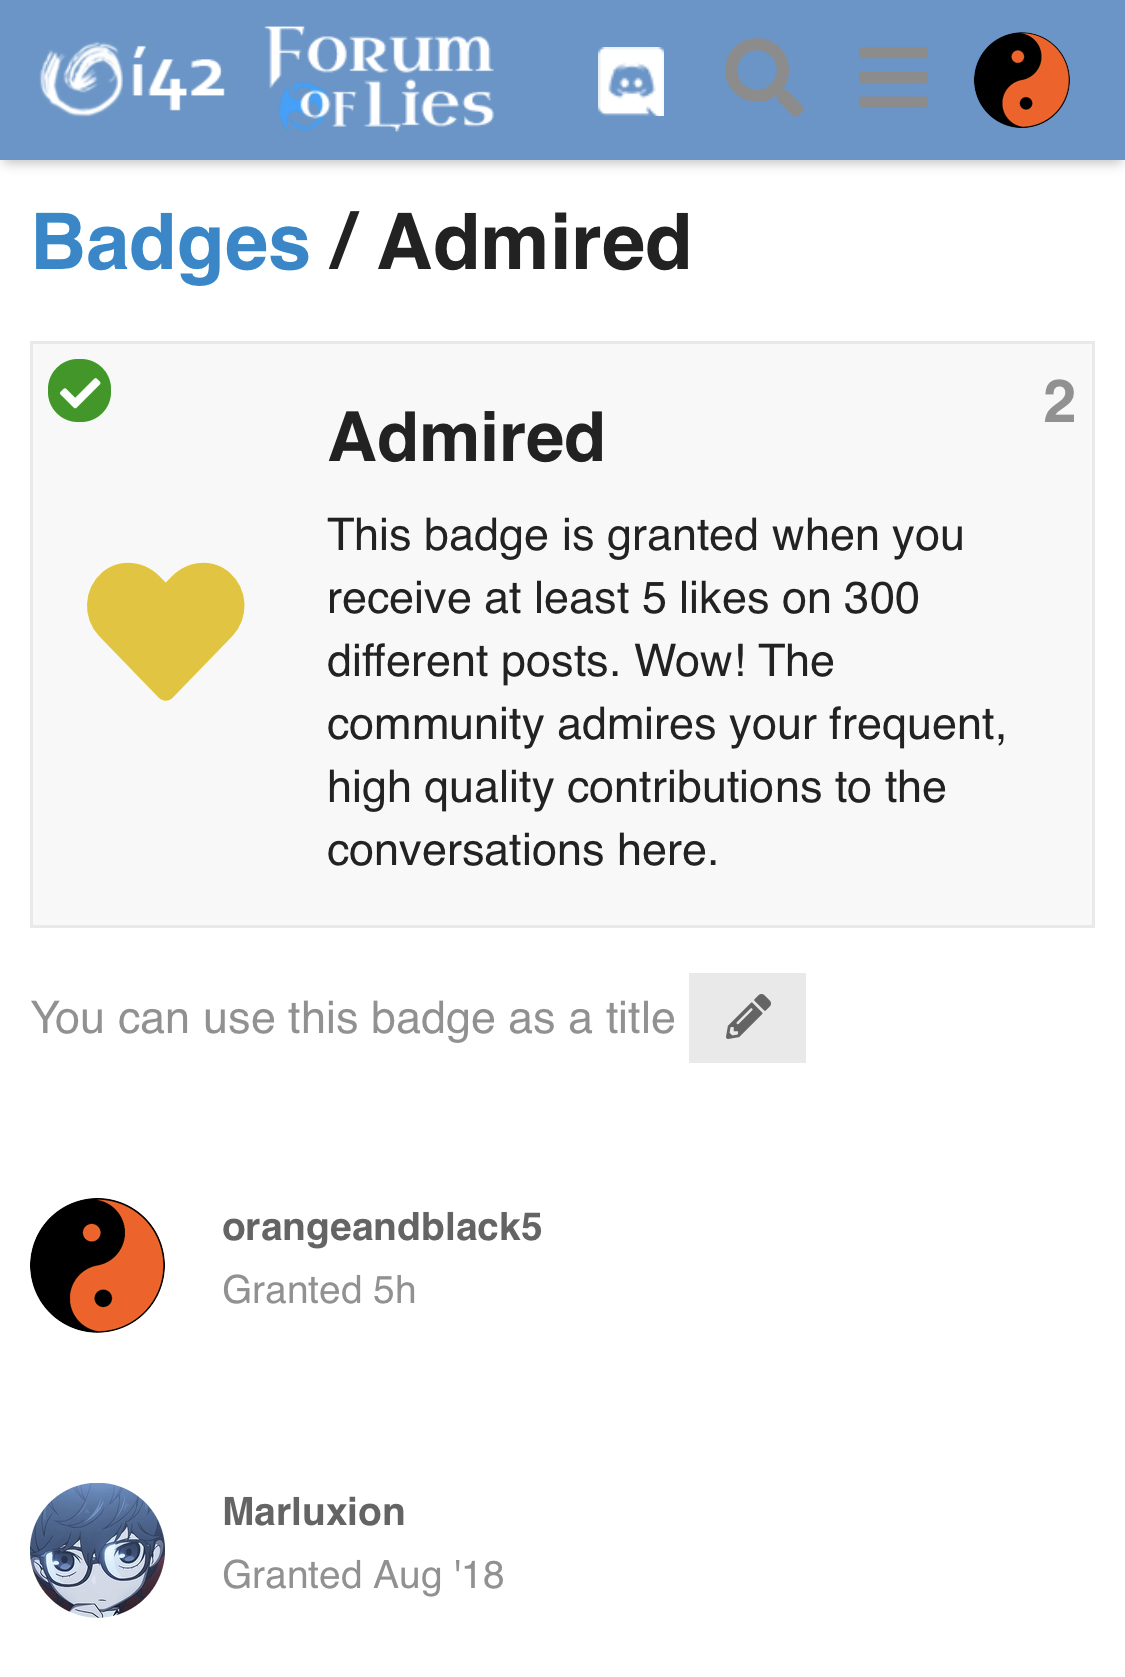 i42
Forum
of Lies
Badges / Admired
2
Admired
This badge is granted when you
receive at least 5 likes on 300
different posts. Wow! The
community admires your frequent,
high quality contributions to the
conversations here.
You can use this badge as a title
orangeandblack5
Granted 5h
Marluxion
Granted Aug '18